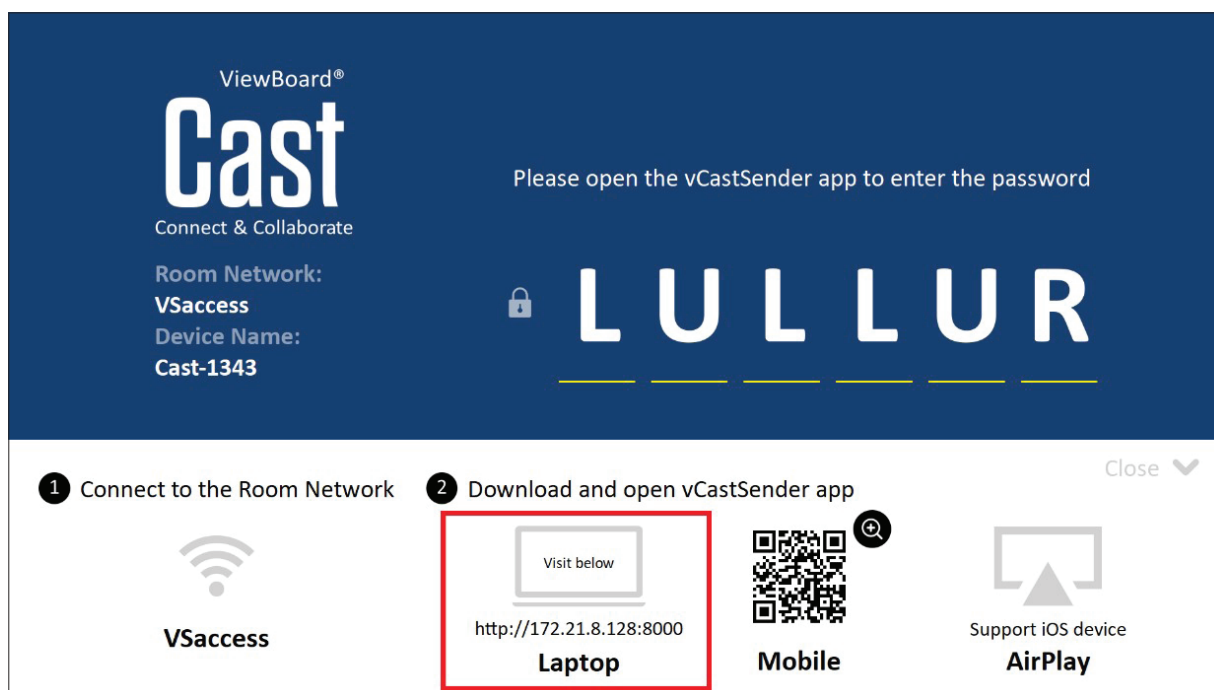 ViewBoard®
Cast
Connect & Collaborate
Room Network:
VSaccess
Device Name:
Cast-1343
Please open the vCastSender app to enter the password
LULLUR
Close
1 Connect to the Room Network
VSaccess
2 Download and open vCastSender app
Visit below
http://172.21.8.128:8000
Laptop
Mobile
Support iOS device
AirPlay